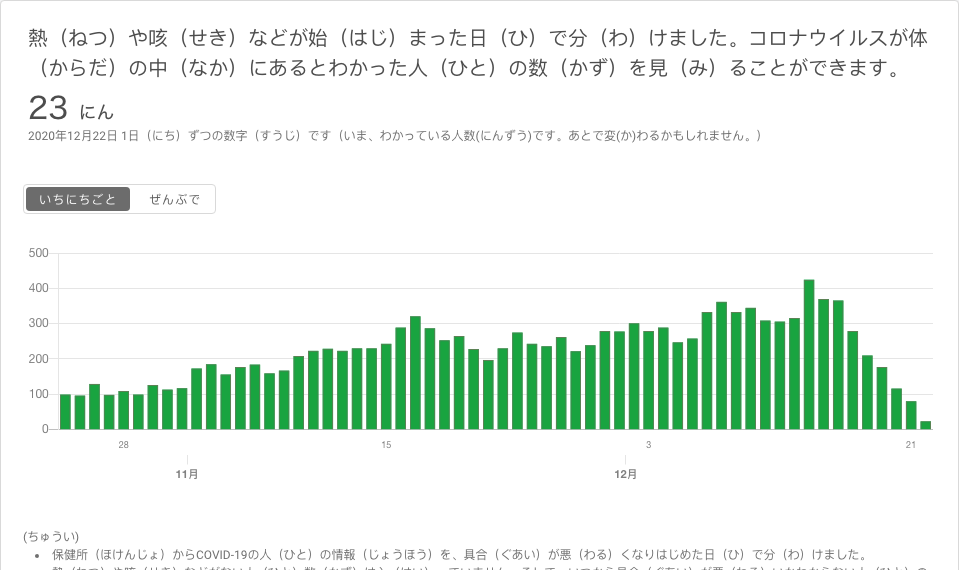 熱（ねつ）や咳（せき）などが始（はじ）まった日（ひ）で分（わ）けました。コロナウイルスが体
（からだ）の中（なか）にあるとわかった人（ひと）の数（かず）を見（み）ることができます。
23 にん
2020年12月22日 1日（にち）ずつの数字（すうじ）です（いま、わかっている人数(にんずう)です。あとで変(か)わるかもしれません。）
いちにちごと ぜんぶで
500
400
300
200
100
0
28 15 3 21
11月 12月
(ちゅうい)
• 保健所（ほけんじょ）からCOVID-19の人（ひと）の情報（じょうほう）を、具合（ぐあい）が悪（わる）くなりはじめた日（ひ）で分（わ）けました。